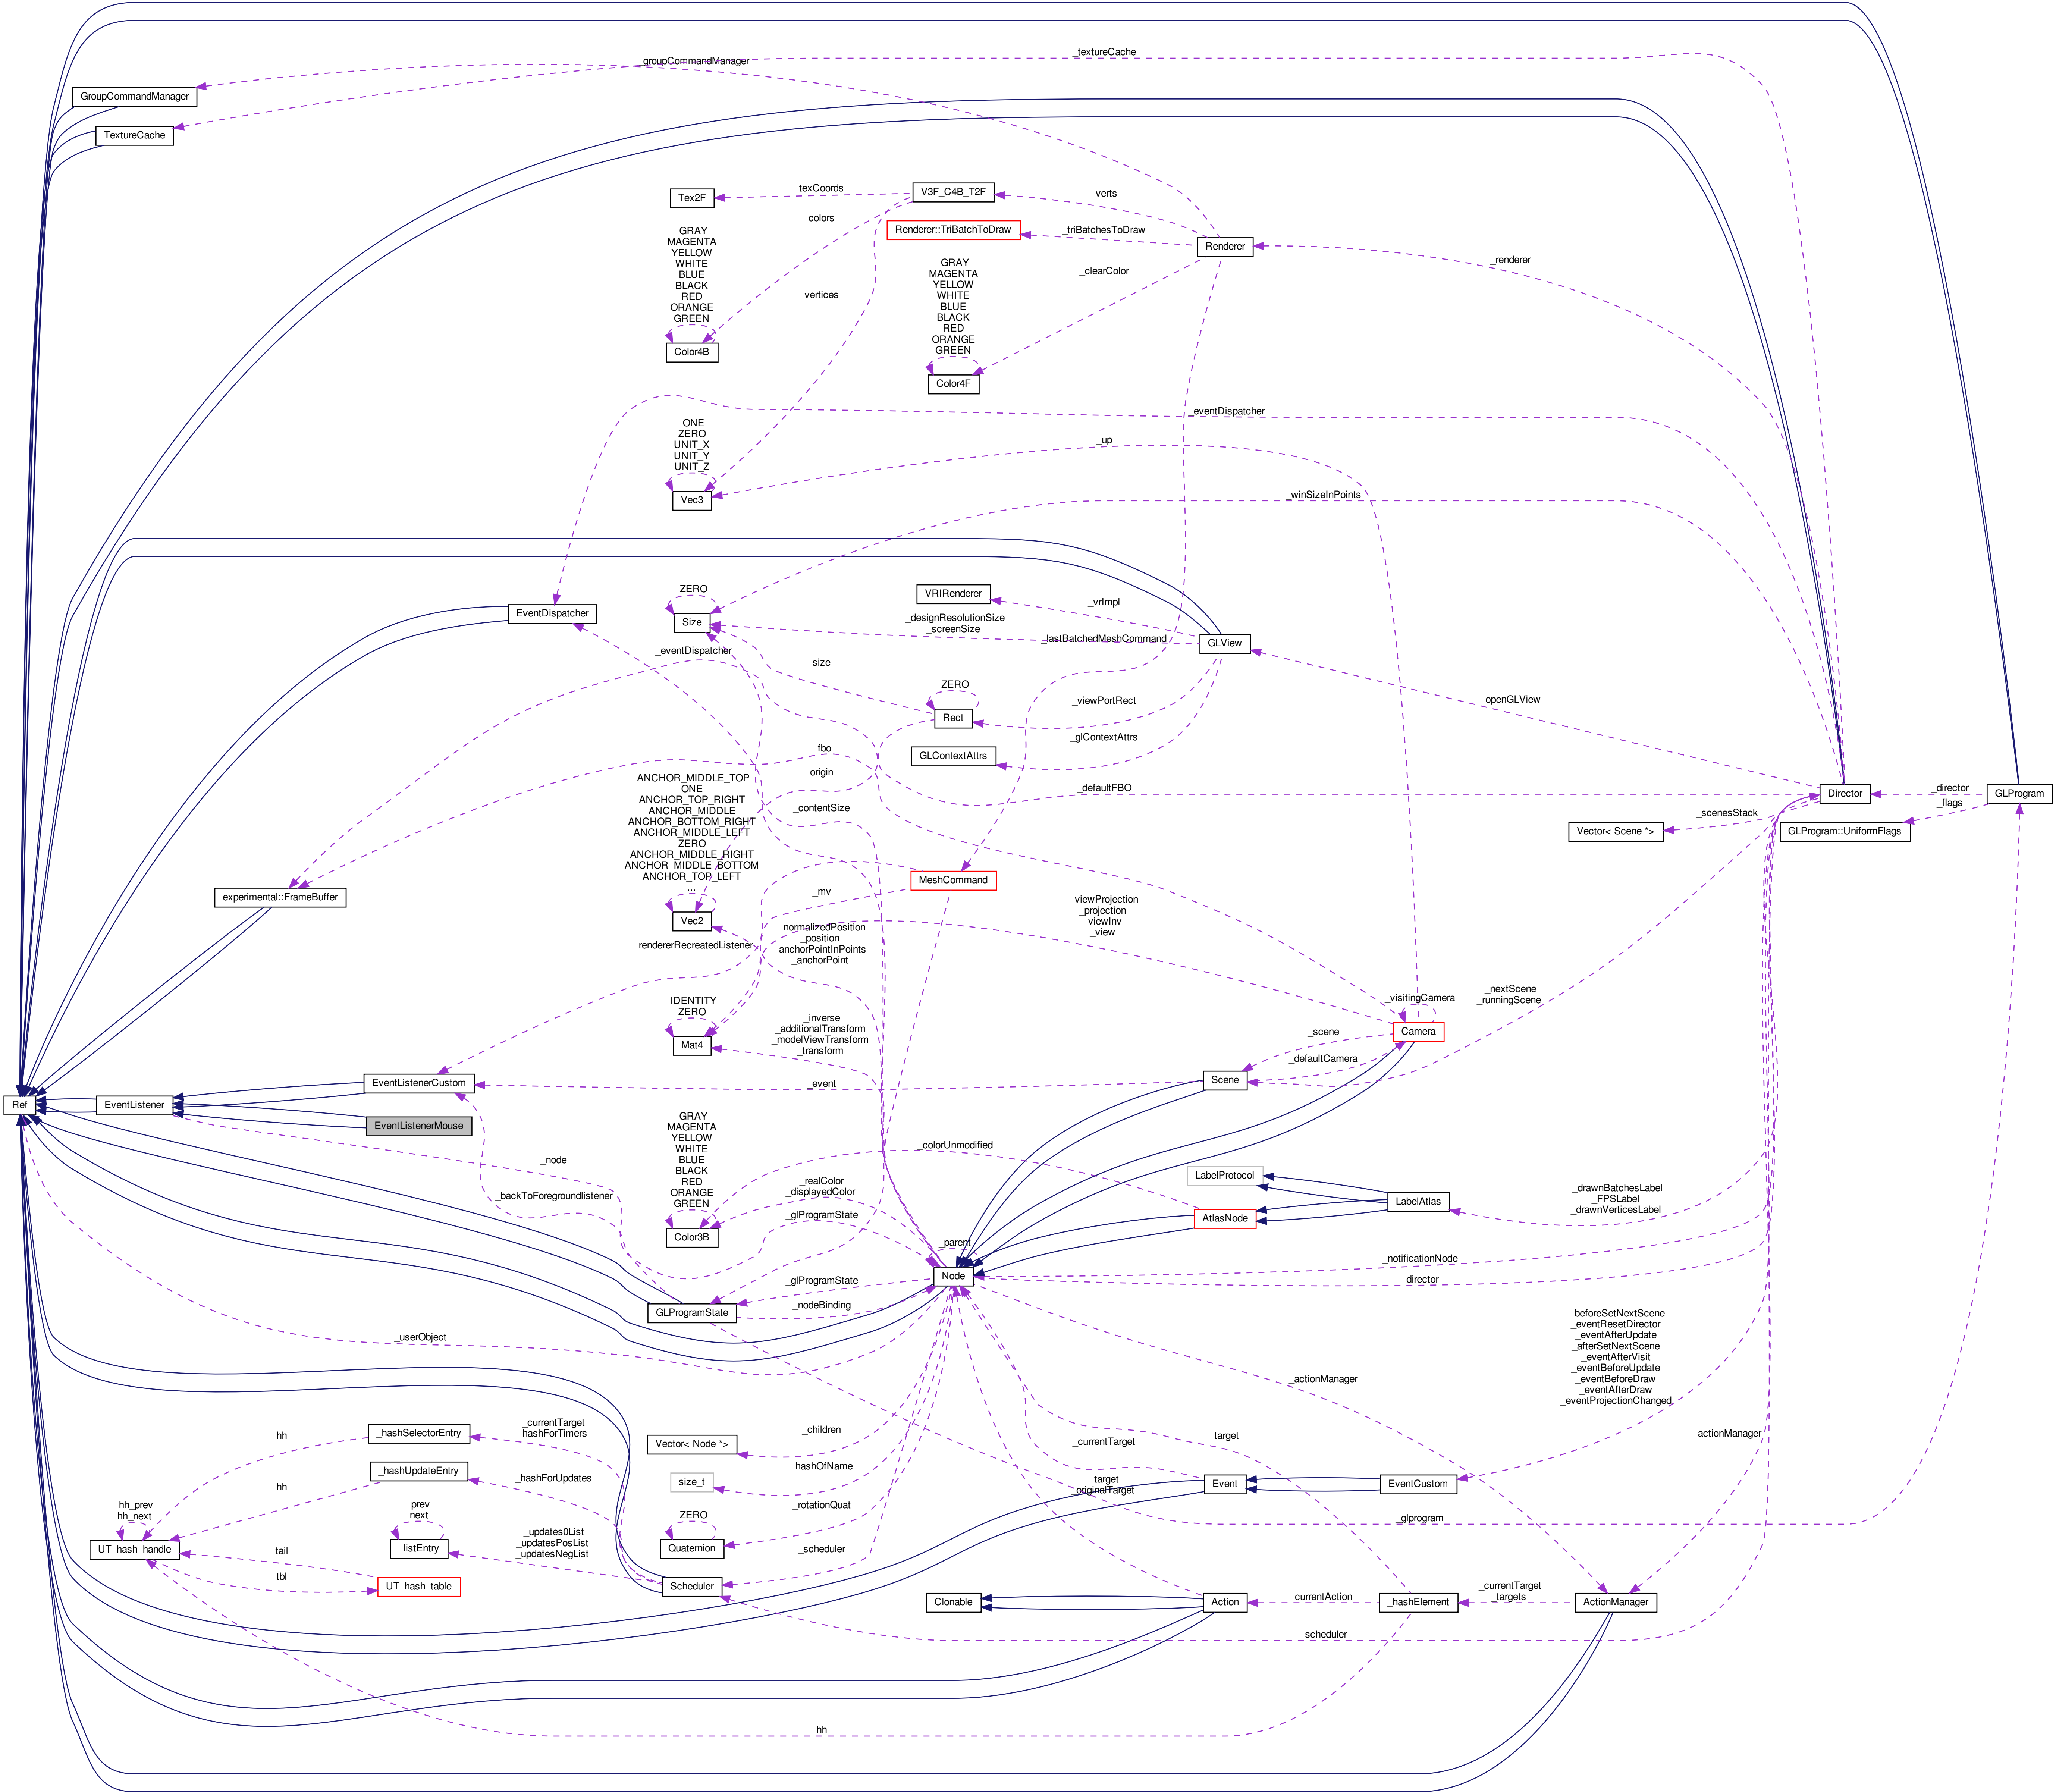 _textureCache
_groupCommandManager
GroupCommandManager
TextureCache
texCoords
V3F_C4B_T2F
_verts
Tex2F
colors
Renderer::TriBatchToDraw
_triBatchesToDraw
Renderer
_renderer
GRAY
MAGENTA
YELLOW
WHITE
BLUE
BLACK
RED
ORANGE
GREEN
Color4B
vertices
GRAY
MAGENTA
YELLOW
WHITE
BLUE
BLACK
RED
ORANGE
GREEN
Color4F
_clearColor
_eventDispatcher
_up
ONE
ZERO
UNIT_X
UNIT_Y
UNIT_Z
Vec3
_winSizeInPoints
EventDispatcher
ZERO
Size
VRIRenderer
_vrImpl
_designResolutionSize
_screenSize
_lastBatchedMeshCommand
GLView
_eventDispatcher
size
ZERO
Rect
_viewPortRect
_openGLView
_glContextAttrs
GLContextAttrs
_fbo
origin
_defaultFBO
Director
_director
GLProgram
_flags
_scenesStack
Vector< Scene *>
GLProgram::UniformFlags
_contentSize
ANCHOR_MIDDLE_TOP
ONE
ANCHOR_TOP_RIGHT
ANCHOR_MIDDLE
ANCHOR_BOTTOM_RIGHT
ANCHOR_MIDDLE_LEFT
ZERO
ANCHOR_MIDDLE_RIGHT
ANCHOR_MIDDLE_BOTTOM
ANCHOR_TOP_LEFT
...
Vec2
MeshCommand
experimental::FrameBuffer
_mv
_viewProjection
_projection
_viewInv
_view
_rendererRecreatedListener
_normalizedPosition
_position
_anchorPointInPoints
_anchorPoint
_nextScene
_runningScene
_visitingCamera
Camera
IDENTITY
ZERO
Mat4
_inverse
_additionalTransform
_modelViewTransform
_transform
_scene
_defaultCamera
Scene
EventListenerCustom
_event
Ref
EventListener
EventListenerMouse
GRAY
MAGENTA
YELLOW
WHITE
BLUE
BLACK
RED
ORANGE
GREEN
Color3B
_colorUnmodified
_node
_realColor
_displayedColor
LabelProtocol
LabelAtlas
_drawnBatchesLabel
_FPSLabel
_drawnVerticesLabel
_backToForegroundlistener
_glProgramState
AtlasNode
_parent
Node
_notificationNode
_director
_glProgramState
_nodeBinding
GLProgramState
_userObject
_beforeSetNextScene
_eventResetDirector
_eventAfterUpdate
_afterSetNextScene
_eventAfterVisit
_eventBeforeUpdate
_eventBeforeDraw
_eventAfterDraw
_eventProjectionChanged
_actionManager
_actionManager
hh
_hashSelectorEntry
_currentTarget
_hashForTimers
Vector< Node *>
_children
_currentTarget
target
hh
_hashUpdateEntry
_hashForUpdates
size_t
_hashOfName
_target
_originalTarget
Event
EventCustom
hh_prev
hh_next
UT_hash_handle
prev
next
_listEntry
ZERO
Quaternion
_rotationQuat
_glprogram
tail
tbl
UT_hash_table
_updates0List
_updatesPosList
_updatesNegList
Scheduler
_scheduler
Clonable
Action
currentAction
_hashElement
_currentTarget
_targets
ActionManager
_scheduler
hh